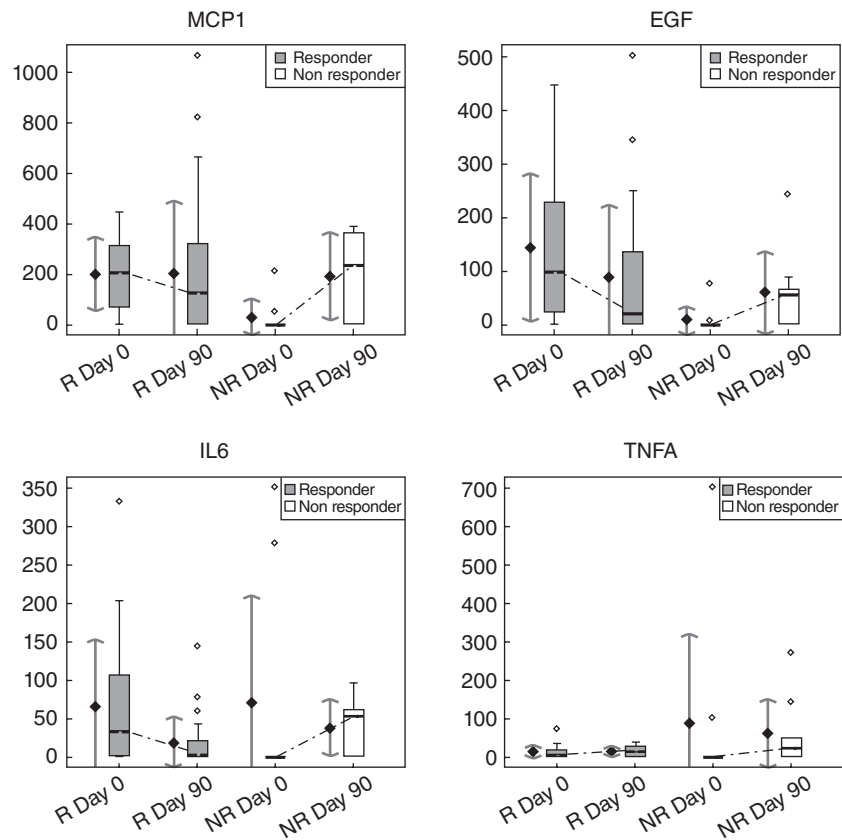 MCP1
Responder
Non responder
1000
800
600
400
200
0
R Day 0
R Day 90
NR Day 0
NR Day 90
EGF
Responder
Non responder
500
400
300
200
100
0
R Day 0
R Day 90
NR Day 0
NR Day 90
IL6
Responder
Non responder
350
300
250
200
150
100
50
0
R Day 0
R Day 90
NR Day 0
NR Day 90
TNFA
Responder
Non responder
700
600
500
400
300
200
100
0
R Day 0
R Day 90
NR Day 0
NR Day 90